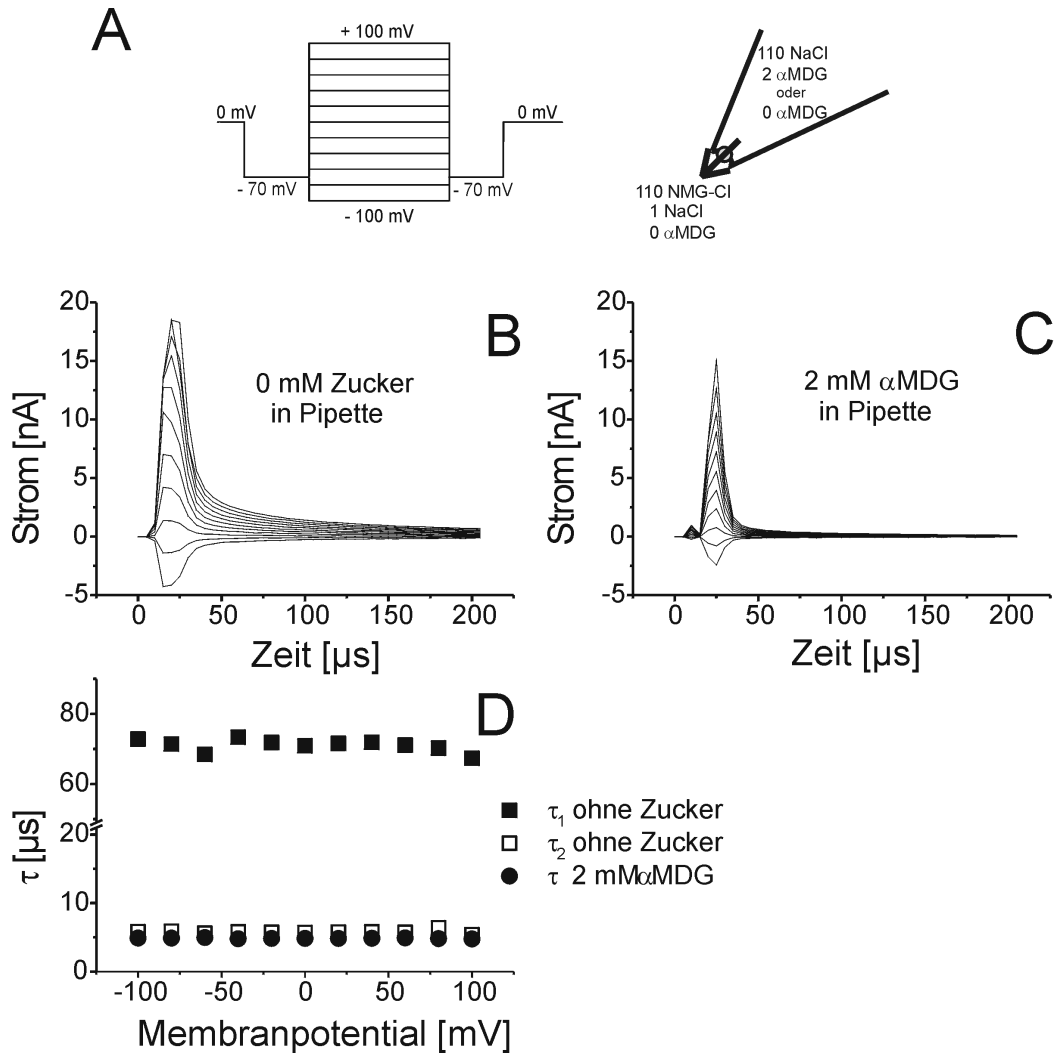 A
+ 100 mV
0 mV
0 mV
- 70 mV
- 70 mV
- 100 mV
110 NaCl
2 αMDG
oder
0 αMDG
110 NMG-Cl
1 NaCl
0 αMDG
B
0 mM Zucker
in Pipette
Strom [nA]
20
15
10
5
0
-5
0
50
100
150
200
Zeit [µs]
C
2 mM αMDG
in Pipette
Strom [nA]
20
15
10
5
0
-5
0
50
100
150
200
Zeit [µs]
D
τ [µs]
80
60
20
10
0
-100
-50
0
50
100
Membranpotential [mV]
τ1 ohne Zucker
τ2 ohne Zucker
τ 2 mMαMDG